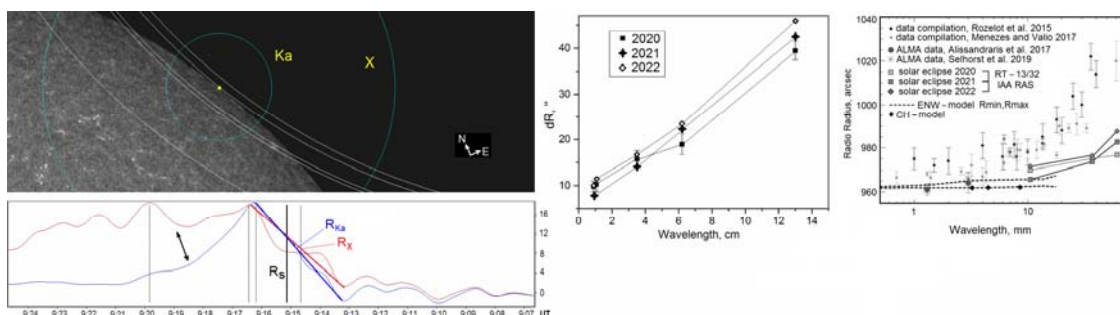 Ka
X
N
E
R_Ka
R_X
R_S
16
12
8
4
0
9:24 9:23 9:22 9:21 9:20 9:19 9:18 9:17 9:16 9:15 9:14 9:13 9:12 9:11 9:10 9:09 9:08 9:07 UT
2020
2021
2022
dR, "
40
30
20
10
0 2 4 6 8 10 12 14
Wavelength, cm
data compilation, Rozelot et al. 2015
data compilation, Menezes and Valio 2017
ALMA data, Alissandraris et al. 2017
ALMA data, Selhorst et al. 2019
solar eclipse 2020
solar eclipse 2021
solar eclipse 2022
RT – 13/32
IAA RAS
ENW – model Rmin,Rmax
CH – model
Radio Radius, arcsec
1040
1020
1000
980
960
1 10
Wavelength, mm